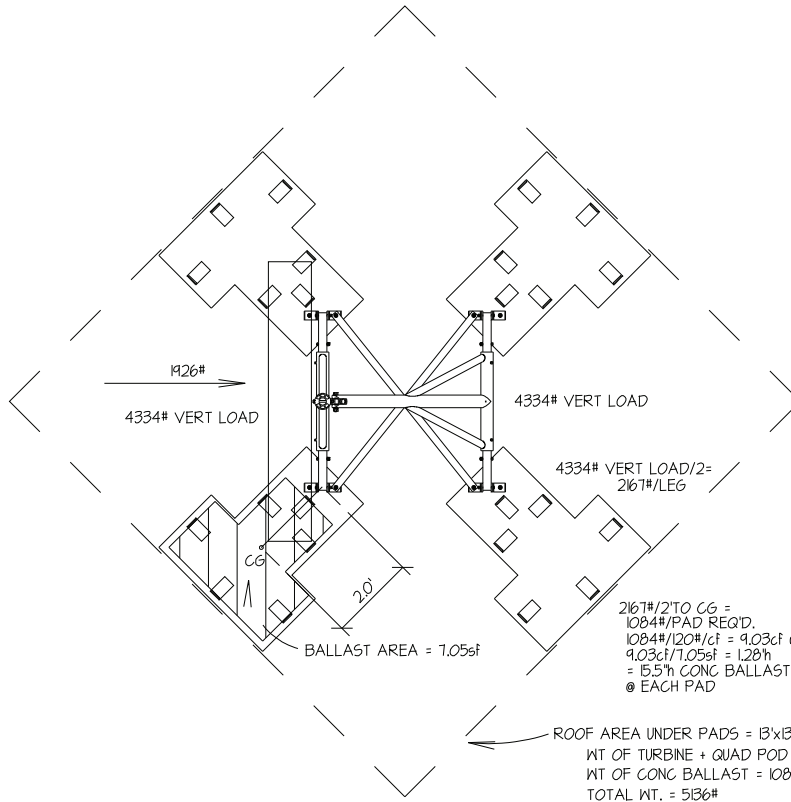 1926#
4334# VERT LOAD
4334# VERT LOAD
4334# VERT LOAD/2=
2167#/LEG
CG
2.0'
BALLAST AREA = 7.05sf
2167#/2'TO CG =
1084#/PAD REQ'D.
1084#/120#/cf = 9.03cf
9.03cf/7.05sf = 1.28'h
= 15.5"h CONC BALLAST
@ EACH PAD
ROOF AREA UNDER PADS = 13'x13
WT OF TURBINE + QUAD POD
WT OF CONC BALLAST = 108
TOTAL WT. = 5136#